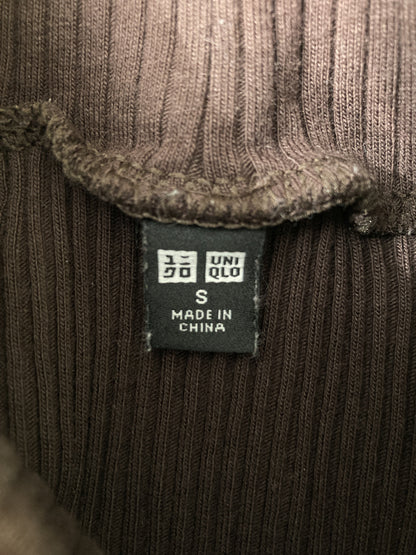 ユニ UNI
クロ QLO
S
MADE IN
CHINA